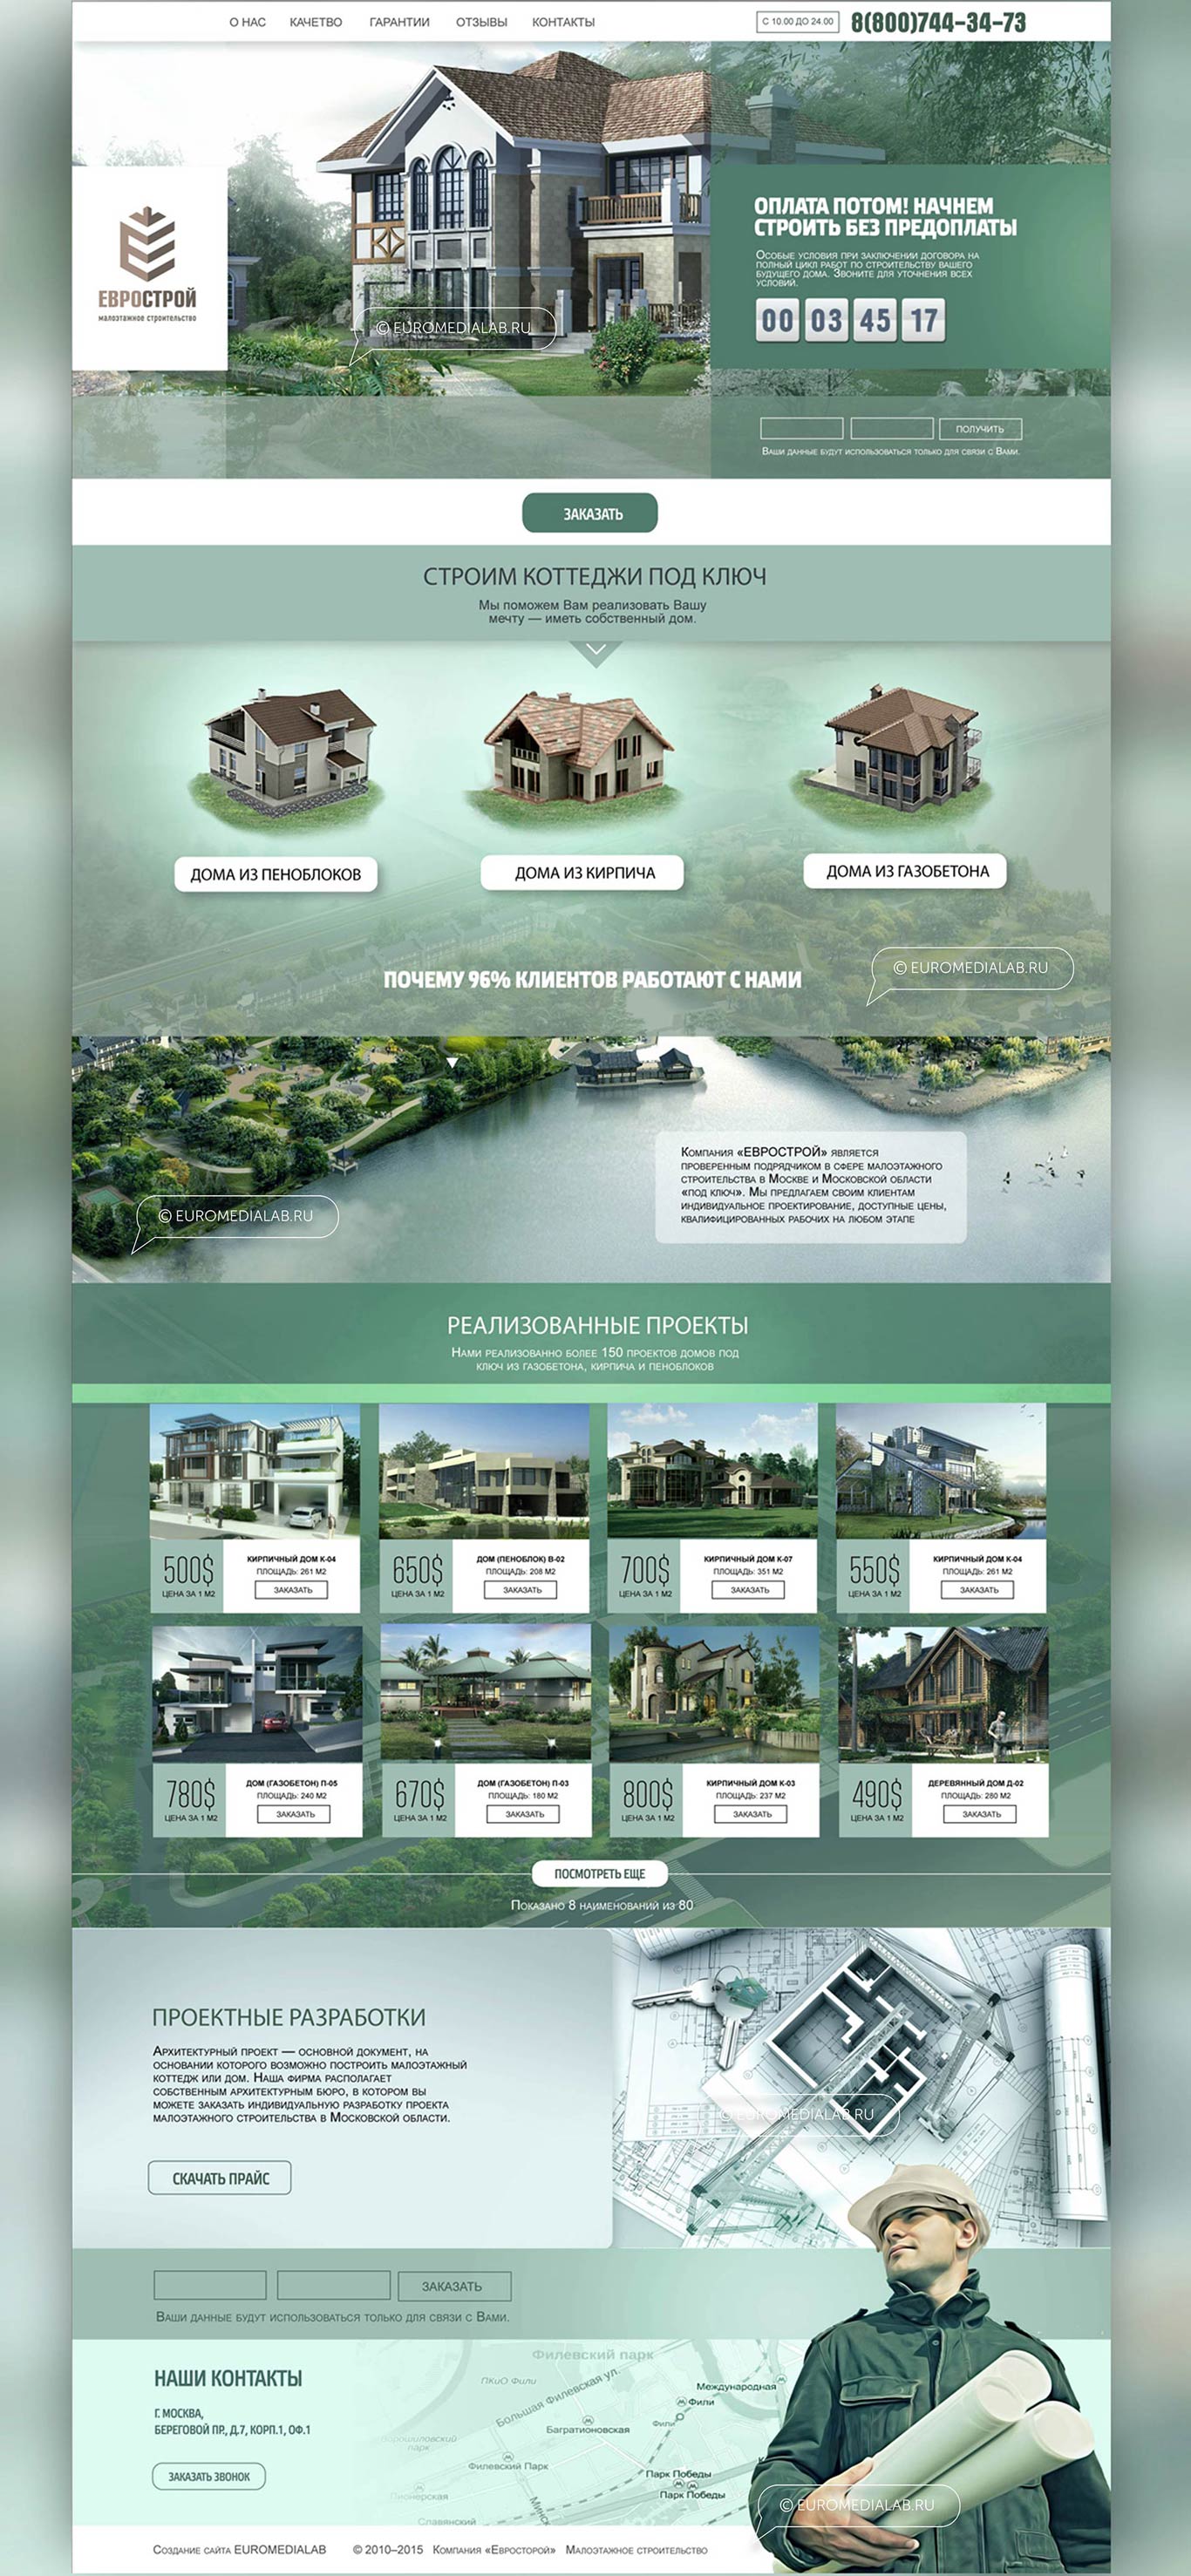 О НАС КАЧЕТВО ГАРАНТИИ ОТЗЫВЫ КОНТАКТЫ
С 10.00 ДО 24.00 8(800)744-34-73
ЕВРОСТРОЙ
малоэтажное строительство
ОПЛАТА ПОТОМ! НАЧНЕМ
СТРОИТЬ БЕЗ ПРЕДОПЛАТЫ
Особые условия при заключении договора на
полный цикл работ по строительству вашего
будущего дома. Звоните для уточнения всех
условий.
00 03 45 17
© EUROMEDIALAB.RU
ПОЛУЧИТЬ
Ваши данные будут использоваться только для связи с Вами.
ЗАКАЗАТЬ
СТРОИМ КОТТЕДЖИ ПОД КЛЮЧ
Мы поможем Вам реализовать Вашу
мечту — иметь собственный дом.
ДОМА ИЗ ПЕНОБЛОКОВ
ДОМА ИЗ КИРПИЧА
ДОМА ИЗ ГАЗОБЕТОНА
© EUROMEDIALAB.RU
ПОЧЕМУ 96% КЛИЕНТОВ РАБОТАЮТ С НАМИ
Компания «ЕВРОСТРОЙ» является
проверенным подрядчиком в сфере малоэтажного
строительства в Москве и Московской области
«под ключ». Мы предлагаем своим клиентам
индивидуальное проектирование, доступные цены,
квалифицированных рабочих на любом этапе
© EUROMEDIALAB.RU
РЕАЛИЗОВАННЫЕ ПРОЕКТЫ
Нами реализованно более 150 проектов домов под
ключ из газобетона, кирпича и пеноблоков
500$
ЦЕНА ЗА 1 М2
КИРПИЧНЫЙ ДОМ К-04
ПЛОЩАДЬ: 261 М2
ЗАКАЗАТЬ
650$
ЦЕНА ЗА 1 М2
ДОМ (ПЕНОБЛОК) В-02
ПЛОЩАДЬ: 208 М2
ЗАКАЗАТЬ
700$
ЦЕНА ЗА 1 М2
КИРПИЧНЫЙ ДОМ К-07
ПЛОЩАДЬ: 351 М2
ЗАКАЗАТЬ
550$
ЦЕНА ЗА 1 М2
КИРПИЧНЫЙ ДОМ К-04
ПЛОЩАДЬ: 261 М2
ЗАКАЗАТЬ
780$
ЦЕНА ЗА 1 М2
ДОМ (ГАЗОБЕТОН) П-05
ПЛОЩАДЬ: 240 М2
ЗАКАЗАТЬ
670$
ЦЕНА ЗА 1 М2
ДОМ (ГАЗОБЕТОН) П-03
ПЛОЩАДЬ: 180 М2
ЗАКАЗАТЬ
800$
ЦЕНА ЗА 1 М2
КИРПИЧНЫЙ ДОМ К-03
ПЛОЩАДЬ: 237 М2
ЗАКАЗАТЬ
490$
ЦЕНА ЗА 1 М2
ДЕРЕВЯННЫЙ ДОМ Д-02
ПЛОЩАДЬ: 280 М2
ЗАКАЗАТЬ
ПОСМОТРЕТЬ ЕЩЕ
Показано 8 наименований из 80
ПРОЕКТНЫЕ РАЗРАБОТКИ
Архитектурный проект — основной документ, на
основании которого возможно построить малоэтажный
коттедж или дом. Наша фирма располагает
собственным архитектурным бюро, в котором вы
можете заказать индивидуальную разработку проекта
малоэтажного строительства в Московской области.
© EUROMEDIALAB.RU
СКАЧАТЬ ПРАЙС
ЗАКАЗАТЬ
Ваши данные будут использоваться только для связи с Вами.
НАШИ КОНТАКТЫ
Г. МОСКВА,
БЕРЕГОВОЙ ПР., Д.7, КОРП.1, ОФ.1
ЗАКАЗАТЬ ЗВОНОК
Филевский парк
ПКиО Фили
Большая Филевская ул.
Международная
Фили
Фили
Багратионовская
Филевский Парк
Парк Победы
Парк Победы
Пионерская
Славянский
Минск
© EUROMEDIALAB.RU
Создание сайта EUROMEDIALAB © 2010–2015 Компания «Евросторой» Малоэтажное строительство